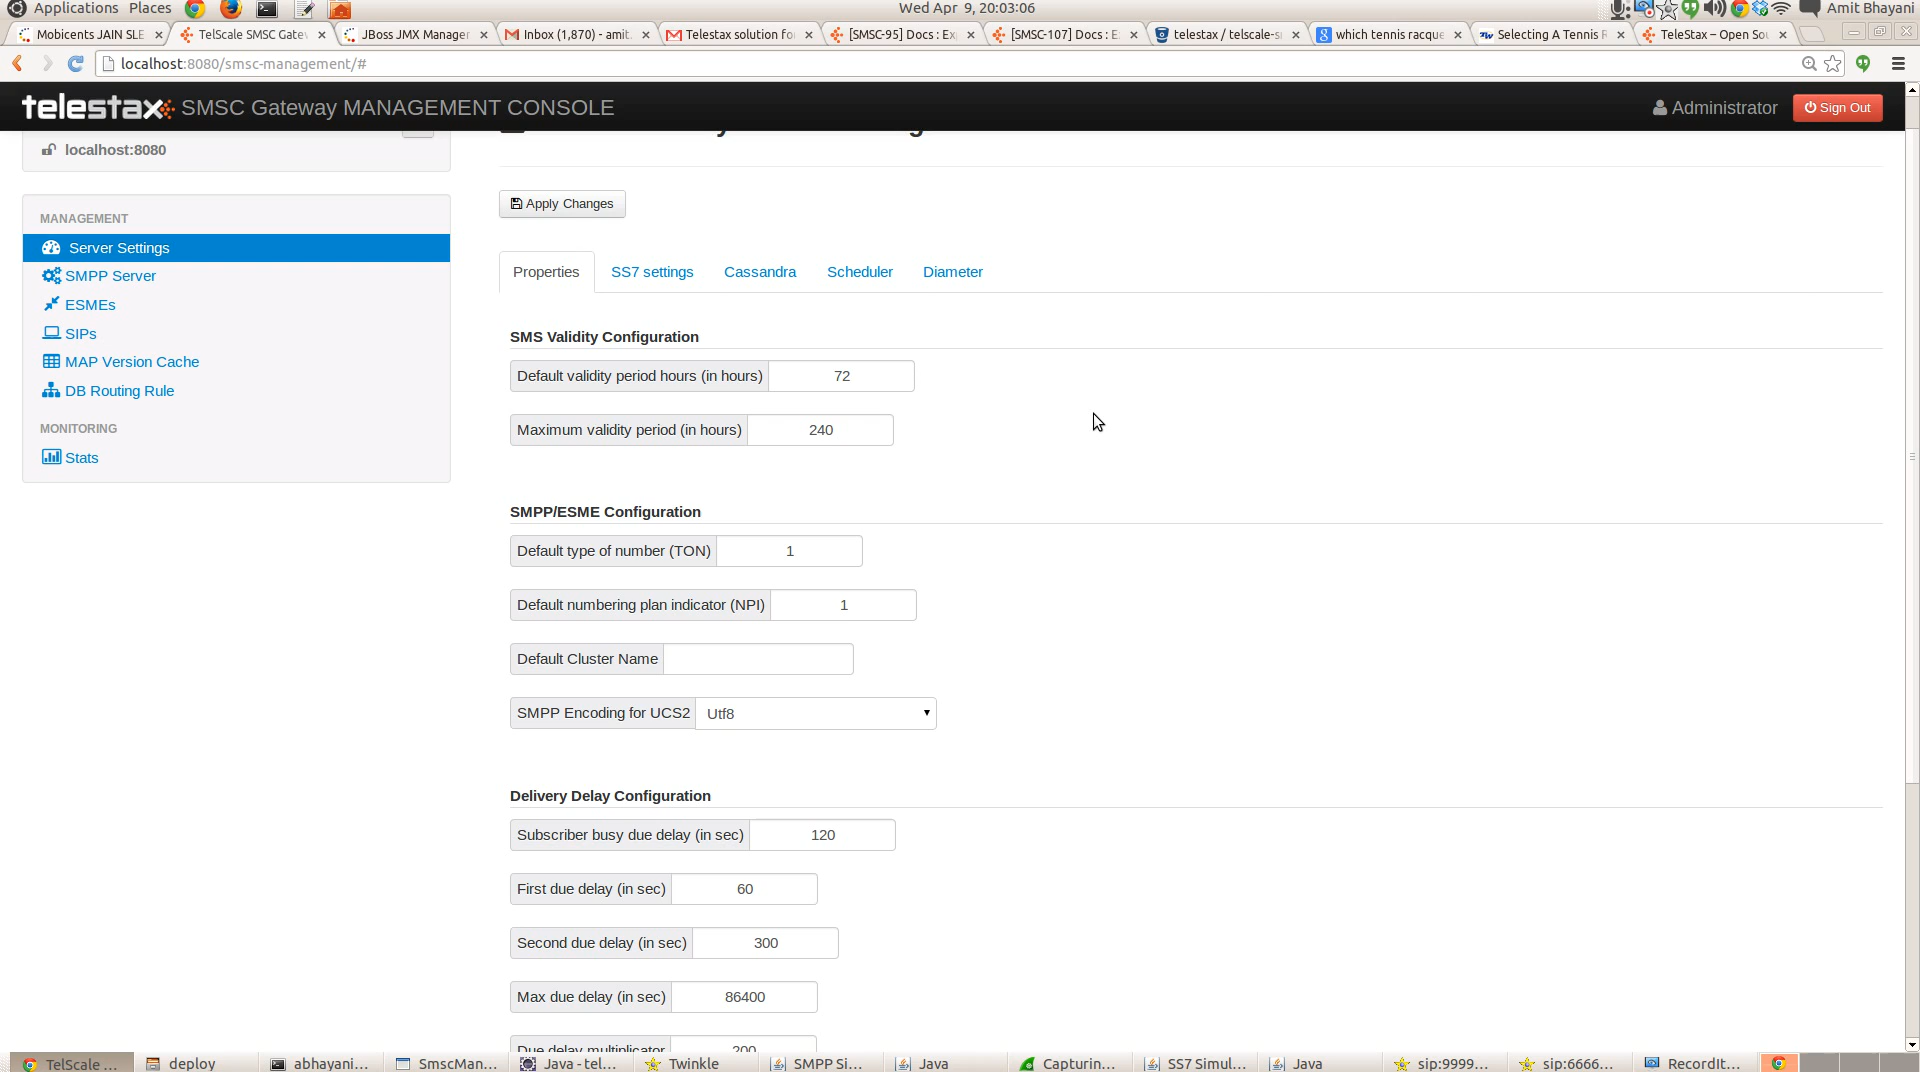 Applications Places Wed Apr 9, 20:03:06 Amit Bhayani
Mobicents JAIN SLE TelScale SMSC Gatew JBoss JMX Manager Inbox (1,870) - amit. Telestax solution fo [SMSC-95] Docs : Ex [SMSC-107] Docs : E telestax / telscale-s which tennis racque Selecting A Tennis R TeleStax – Open So
localhost:8080/smsc-management/#
telestax SMSC Gateway MANAGEMENT CONSOLE Administrator Sign Out
localhost:8080
Apply Changes
MANAGEMENT
Server Settings
SMPP Server
ESMEs
SIPs
MAP Version Cache
DB Routing Rule
MONITORING
Stats
Properties SS7 settings Cassandra Scheduler Diameter
SMS Validity Configuration
Default validity period hours (in hours) 72
Maximum validity period (in hours) 240
SMPP/ESME Configuration
Default type of number (TON) 1
Default numbering plan indicator (NPI) 1
Default Cluster Name
SMPP Encoding for UCS2 Utf8
Delivery Delay Configuration
Subscriber busy due delay (in sec) 120
First due delay (in sec) 60
Second due delay (in sec) 300
Max due delay (in sec) 86400
Due delay multiplicator 200
TelScale ... deploy abhayani... SmscMan... Java - tel... Twinkle SMPP Si... Java Capturin... SS7 Simul... Java sip:9999... sip:6666... RecordIt...